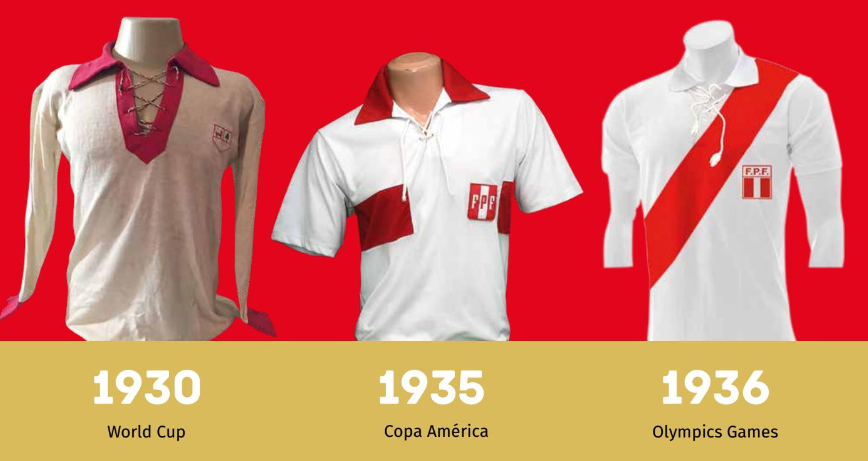 FPF
F.P.F.
1930
1935
1936
World Cup
Copa América
Olympics Games